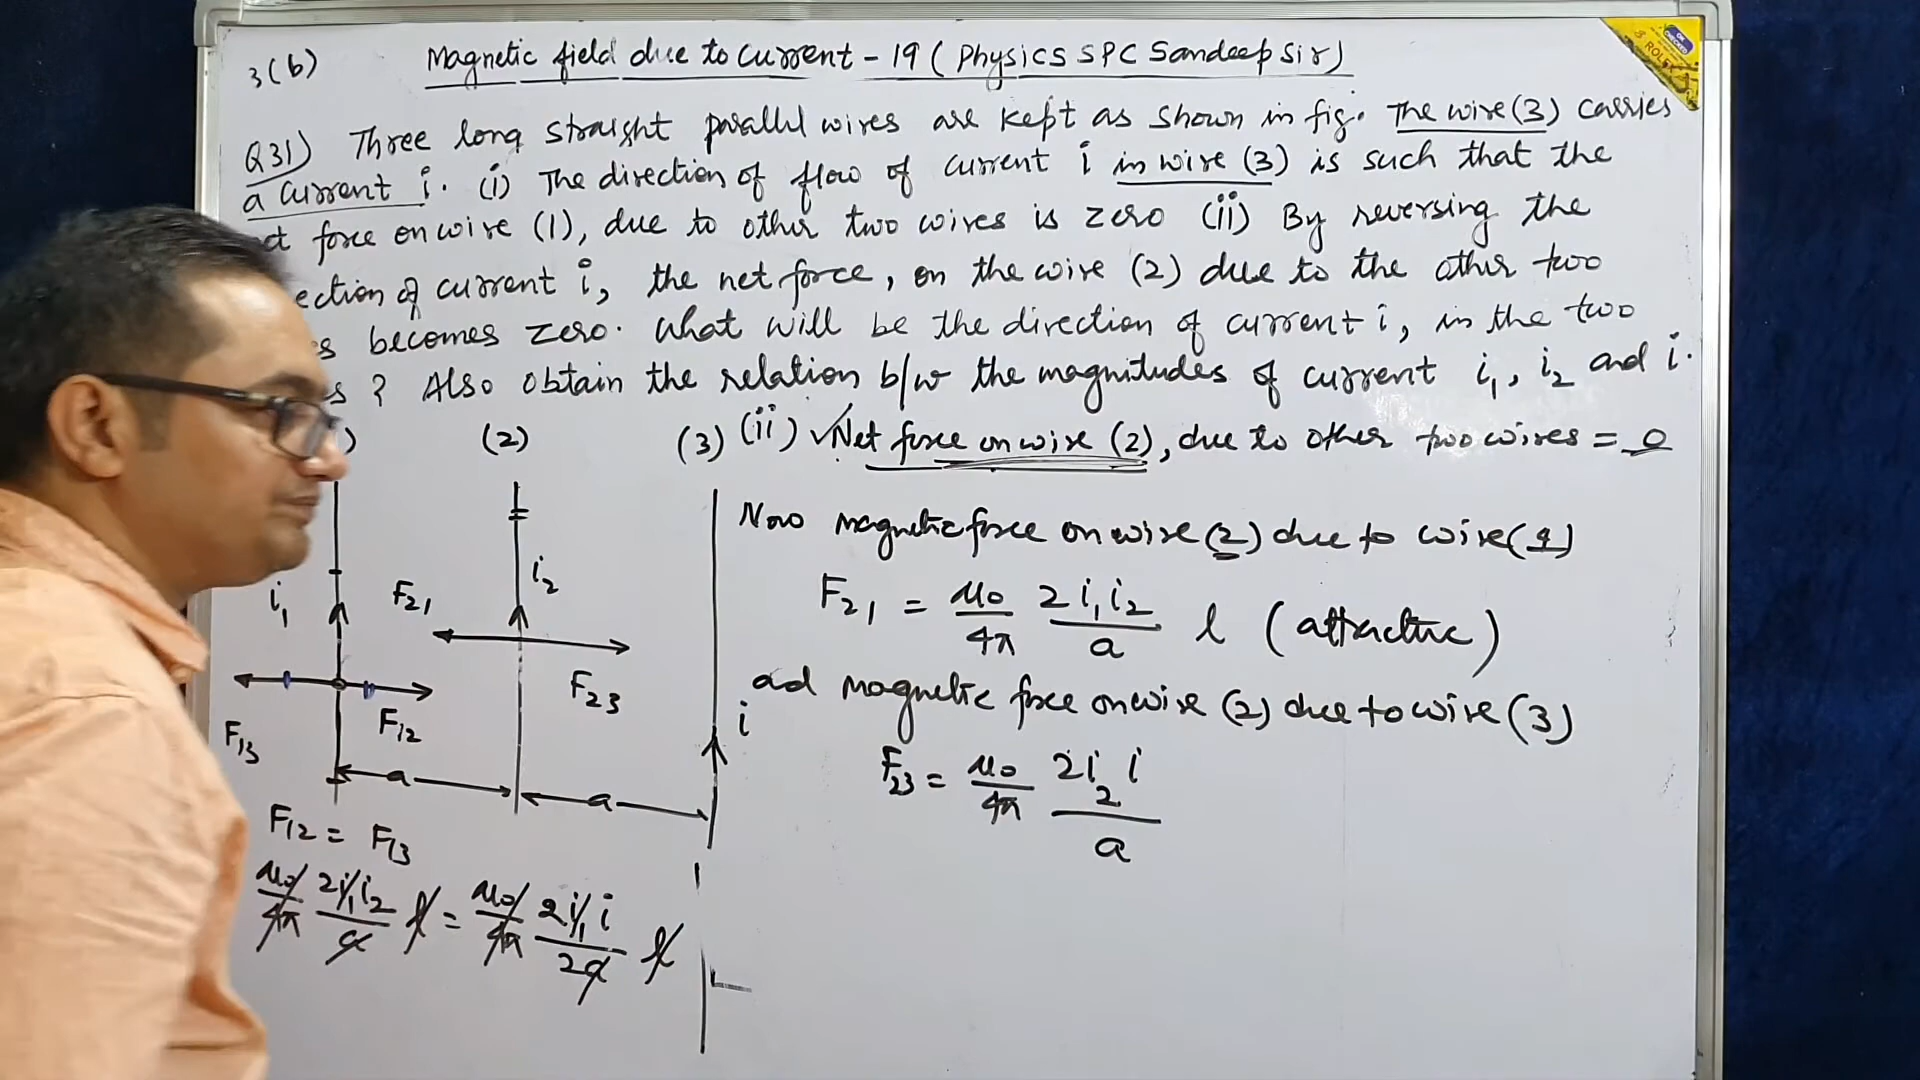 3(b) Magnetic field due to current - 19 (Physics SPC Sandeep Sir)
Q31) Three long straight parallel wires are kept as shown in fig. The wire (3) carries
a current i. (i) The direction of flow of current i in wire (3) is such that the
force on wire (1), due to other two wires is zero (ii) By reversing the
ection of current i, the net force, on the wire (2) due to the other two
s becomes zero. What will be the direction of current i, in the two
s ? Also obtain the relation b/w the magnitudes of current i₁, i₂ and i.
) (2) (3) (ii) ✓Net force on wire (2), due to other two wires = 0
Now magnetic force on wire (2) due to wire (1)
i₁ F₂₁ i₂ F₂₁ = μ₀/4π 2i₁i₂/a l (attractive)
F₁₃ F₁₂ F₂₃ i ad magnetic force on wire (2) due to wire (3)
a a F₂₃ = μ₀/4π 2i₂i/a
F₁₂ = F₁₃
μ₀/4π 2i₁i₂/a l = μ₀/4π 2i₁i/2a l